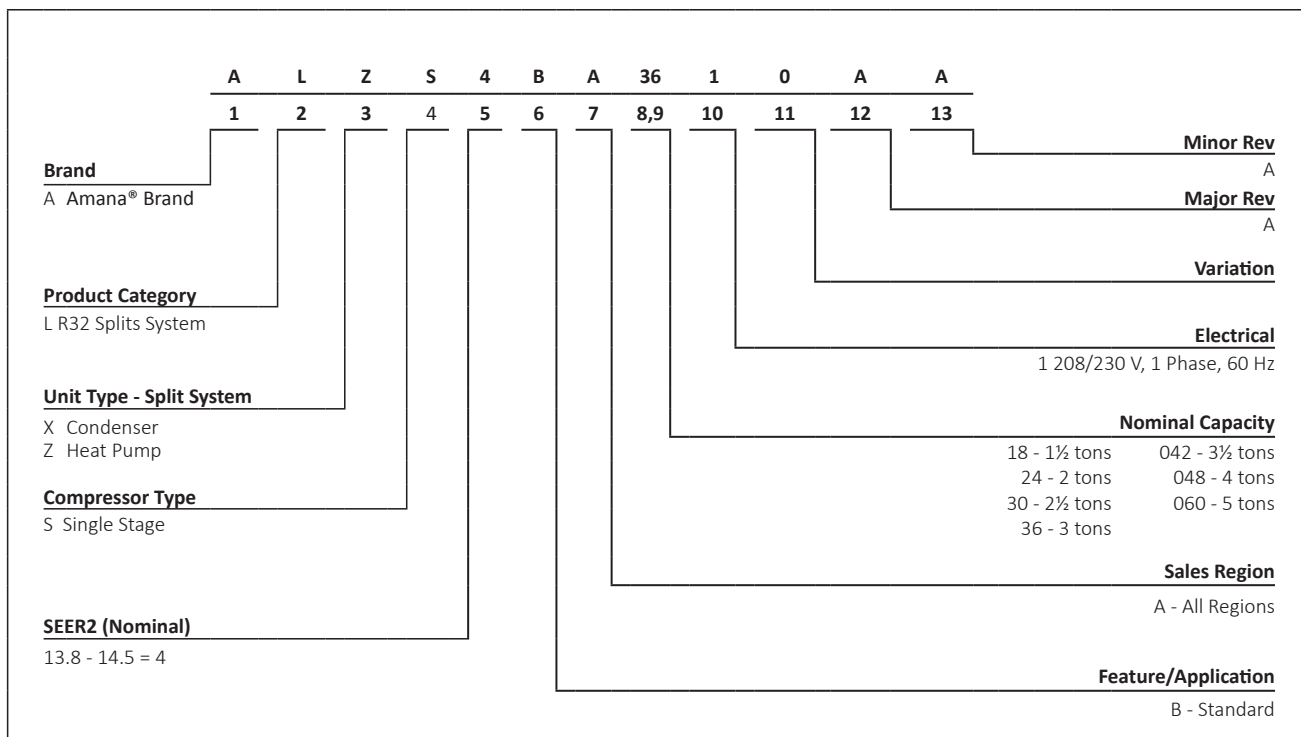 A L Z S 4 B A 36 1 0 A A
1 2 3 4 5 6 7 8,9 10 11 12 13
Brand
A Amana® Brand
Product Category
L R32 Splits System
Unit Type - Split System
X Condenser
Z Heat Pump
Compressor Type
S Single Stage
SEER2 (Nominal)
13.8 - 14.5 = 4
Minor Rev
A
Major Rev
A
Variation
Electrical
1 208/230 V, 1 Phase, 60 Hz
Nominal Capacity
18 - 1½ tons 042 - 3½ tons
24 - 2 tons 048 - 4 tons
30 - 2½ tons 060 - 5 tons
36 - 3 tons
Sales Region
A - All Regions
Feature/Application
B - Standard